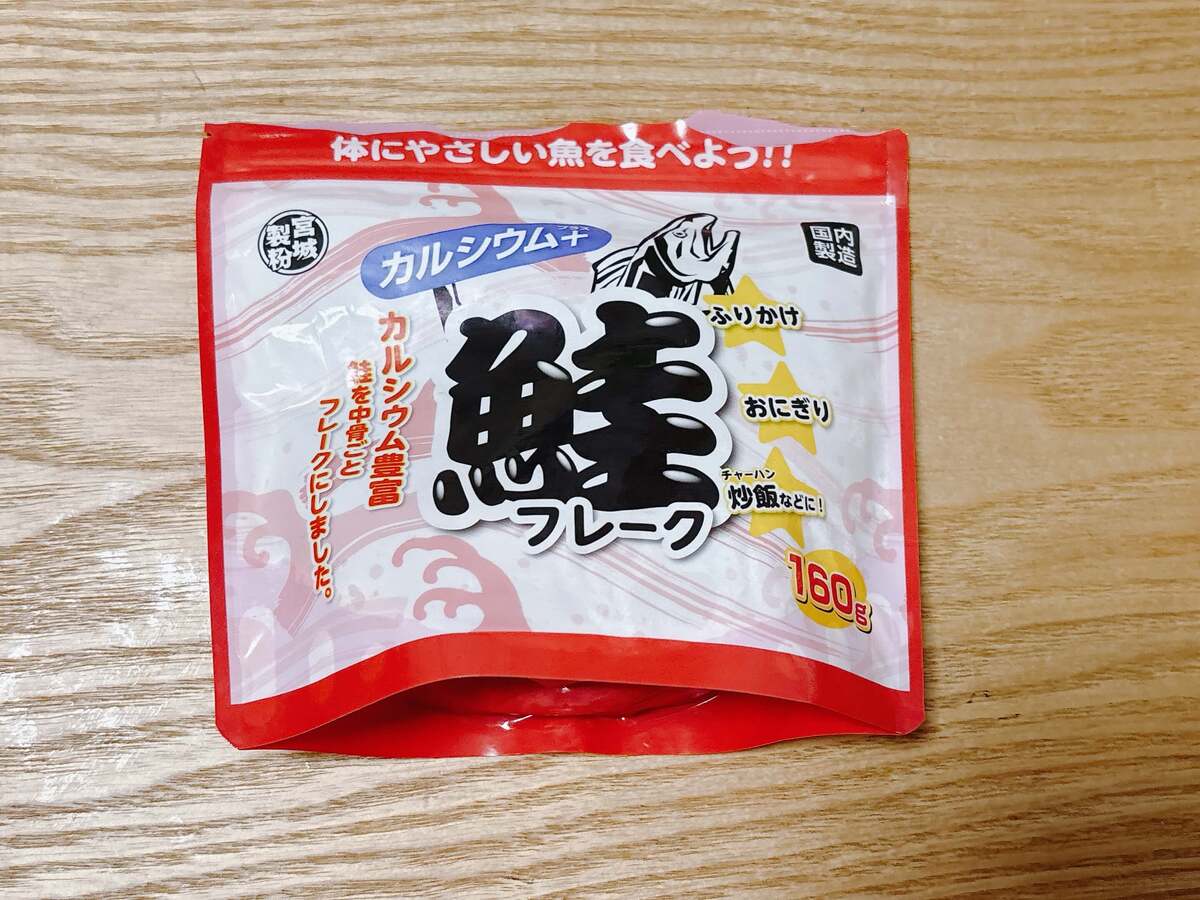 体にやさしい魚を食べよう!!
宮城
製粉
カルシウム+
プラス
国内
製造
カルシウム豊富
鮭を中骨ごと
フレークにしました。
鮭
フレーク
ふりかけ
おにぎり
チャーハン
炒飯などに!
160g